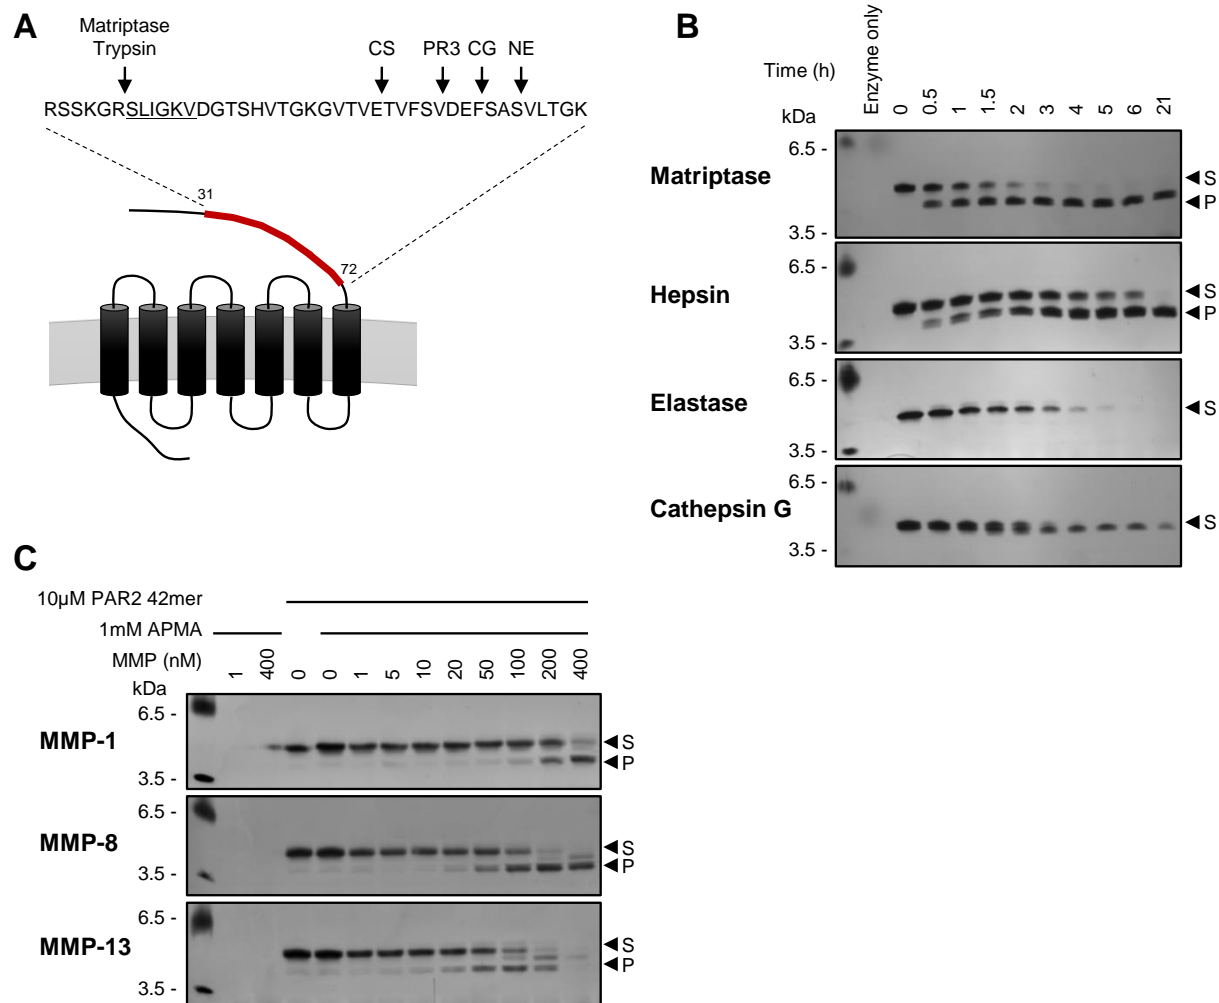 A
Matriptase
Trypsin
CS PR3 CG NE
RSSKGRSLIGKVDGTSHVTGKGVTVETVFSVDEFSASVLTGK
31
72
B
Enzyme only
Time (h) 0 0.5 1 1.5 2 3 4 5 6 21
kDa
6.5 -
Matriptase
◄S
◄P
3.5 -
6.5 -
Hepsin
◄S
◄P
3.5 -
6.5 -
Elastase
◄S
3.5 -
6.5 -
Cathepsin G
◄S
3.5 -
C
10µM PAR2 42mer
1mM APMA
MMP (nM) 1 400 0 0 1 5 10 20 50 100 200 400
kDa
6.5 -
MMP-1
◄S
◄P
3.5 -
6.5 -
MMP-8
◄S
◄P
3.5 -
6.5 -
MMP-13
◄S
◄P
3.5 -